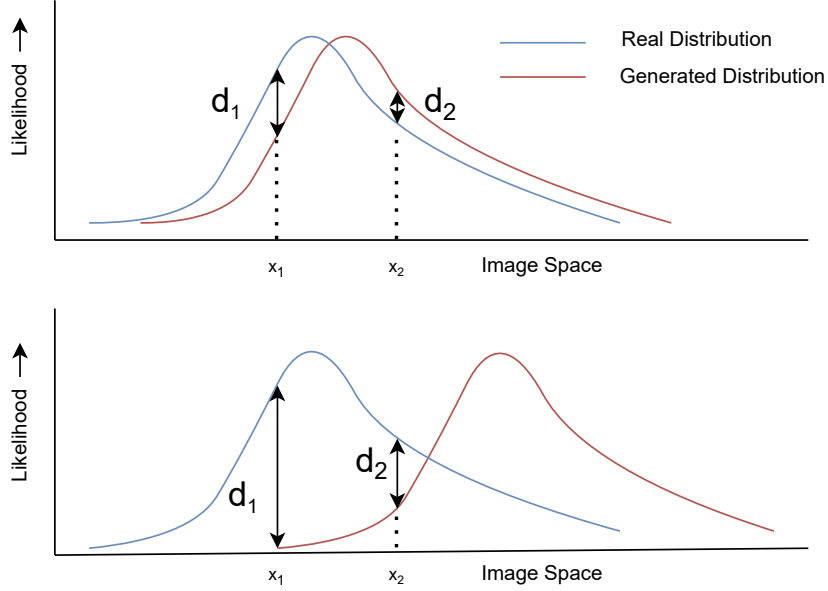 Likelihood
Real Distribution
Generated Distribution
d1
d2
x1
x2
Image Space
Likelihood
d1
d2
x1
x2
Image Space